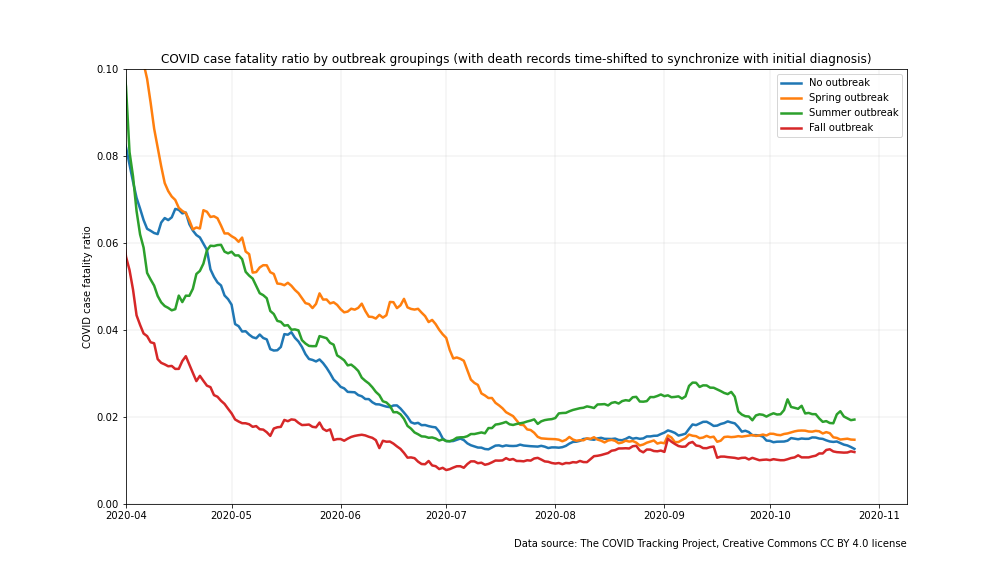 COVID case fatality ratio by outbreak groupings (with death records time-shifted to synchronize with initial diagnosis)
No outbreak
Spring outbreak
Summer outbreak
Fall outbreak
COVID case fatality ratio
0.10
0.08
0.06
0.04
0.02
0.00
2020-04 2020-05 2020-06 2020-07 2020-08 2020-09 2020-10 2020-11
Data source: The COVID Tracking Project, Creative Commons CC BY 4.0 license